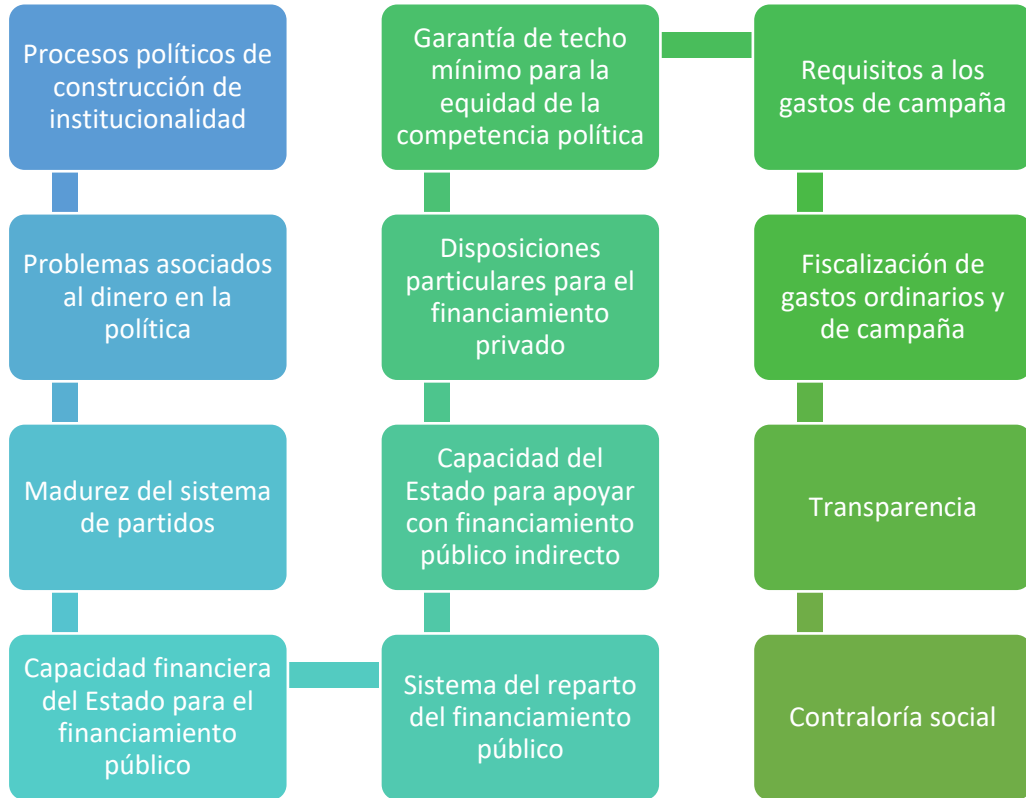 Procesos políticos de
construcción de
institucionalidad
Problemas asociados
al dinero en la
política
Madurez del sistema
de partidos
Capacidad financiera
del Estado para el
financiamiento
público
Sistema del reparto
del financiamiento
público
Capacidad del
Estado para apoyar
con financiamiento
público indirecto
Disposiciones
particulares para el
financiamiento
privado
Garantía de techo
mínimo para la
equidad de la
competencia política
Requisitos a los
gastos de campaña
Fiscalización de
gastos ordinarios y
de campaña
Transparencia
Contraloría social